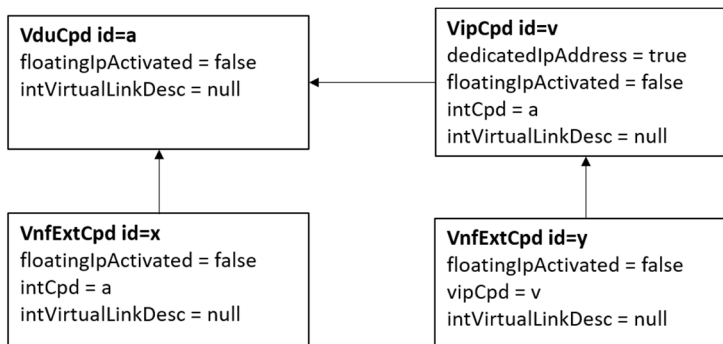 VduCpd id=a
floatingIpActivated = false
intVirtualLinkDesc = null
VipCpd id=v
dedicatedIpAddress = true
floatingIpActivated = false
intCpd = a
intVirtualLinkDesc = null
VnfExtCpd id=x
floatingIpActivated = false
intCpd = a
intVirtualLinkDesc = null
VnfExtCpd id=y
floatingIpActivated = false
vipCpd = v
intVirtualLinkDesc = null